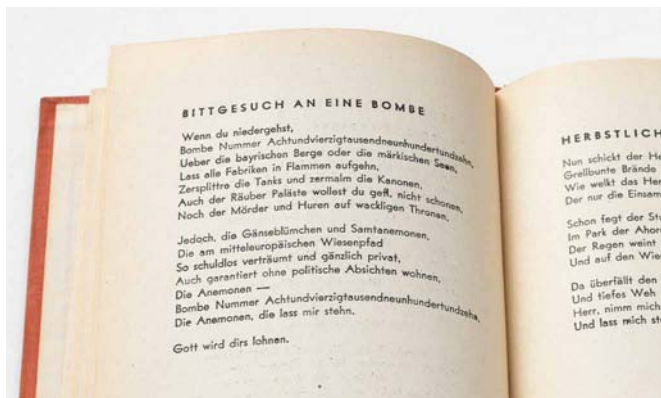 BITTGESUCH AN EINE BOMBE
Wenn du niedergehst,
Bombe Nummer Achtundvierzigtausendneunhundertundzehn,
Ueber die bayrischen Berge oder die märkischen Seen,
Lass alle Fabriken in Flammen aufgehn,
Zersplittre die Tanks und zermalm die Kanonen,
Auch der Räuber Paläste wollest du gefl. nicht schonen,
Noch der Mörder und Huren auf wackligen Thronen.
Jedoch, die Gänseblümchen und Samtanemonen,
Die am mitteleuropäischen Wiesenpfad
So schuldlos verträumt und gänzlich privat,
Auch garantiert ohne politische Absichten wohnen,
Die Anemonen —
Bombe Nummer Achtundvierzigtausendneunhundertundzehn,
Die Anemonen, die lass mir stehn.
Gott wird dirs lohnen.
HERBSTLICH
Nun schickt der
Grellbunte Brände
Wie welkt das
Der nur die
Schon fegt der
Im Park der
Der Regen weint
Und auf den
Da überfällt den
Und tiefes Weh
Herr, nimm mich
Und lass mich